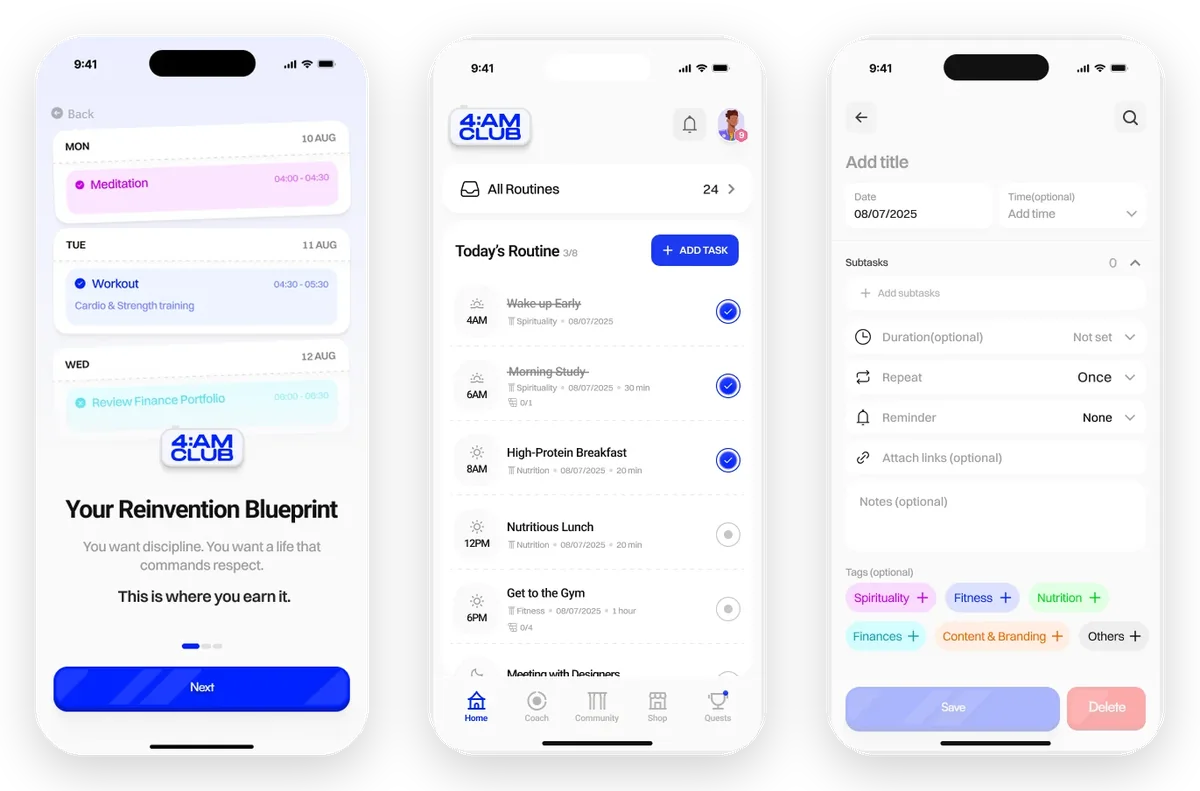 9:41
Back
MON
10 AUG
Meditation
04:00 - 04:30
TUE
11 AUG
Workout
04:30 - 05:30
Cardio & Strength training
WED
12 AUG
Review Finance Portfolio
4:AM
CLUB
Your Reinvention Blueprint
You want discipline. You want a life that
commands respect.
This is where you earn it.
Next
9:41
4:AM
CLUB
9
All Routines
24
Today's Routine 3/8
+ ADD TASK
Wake up Early
4AM
Spirituality • 08/07/2025
Morning Study
6AM
Spirituality • 08/07/2025 • 30 min
0/1
High-Protein Breakfast
8AM
Nutrition • 08/07/2025 • 20 min
Nutritious Lunch
12PM
Nutrition • 08/07/2025 • 20 min
Get to the Gym
6PM
Fitness • 08/07/2025 • 1 hour
0/4
Meeting with Designers
Home
Coach
Community
Shop
Quests
9:41
Add title
Date
08/07/2025
Time(optional)
Add time
Subtasks
0
+ Add subtasks
Duration(optional)
Not set
Repeat
Once
Reminder
None
Attach links (optional)
Notes (optional)
Tags (optional)
Spirituality +
Fitness +
Nutrition +
Finances +
Content & Branding +
Others +
Save
Delete